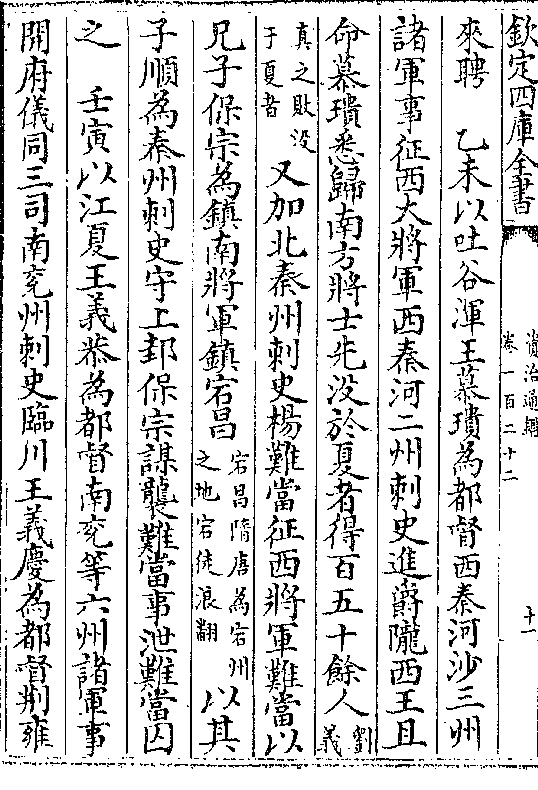 欽定四庫全書
資治通鑑
卷一百二十二
十一
來聘　乙未以吐谷渾王慕璝為都督西秦河沙三州
諸軍事征西大將軍西秦河二州刺史進爵隴西王且
命慕璝悉歸南方將士先没於夏者得百五十餘人劉義
真之敗没于夏者　又加北秦州刺史楊難當征西將軍難當以
兄子保宗為鎮南將軍鎮宕昌宕昌隋唐為宕州之地宕徒浪翻　以其
子順為秦州刺史守上邽保宗謀襲難當事泄難當囚
之　壬寅以江夏王義恭為都督南兗等六州諸軍事
開府儀同三司南兗州刺史臨川王義慶為都督荆雍